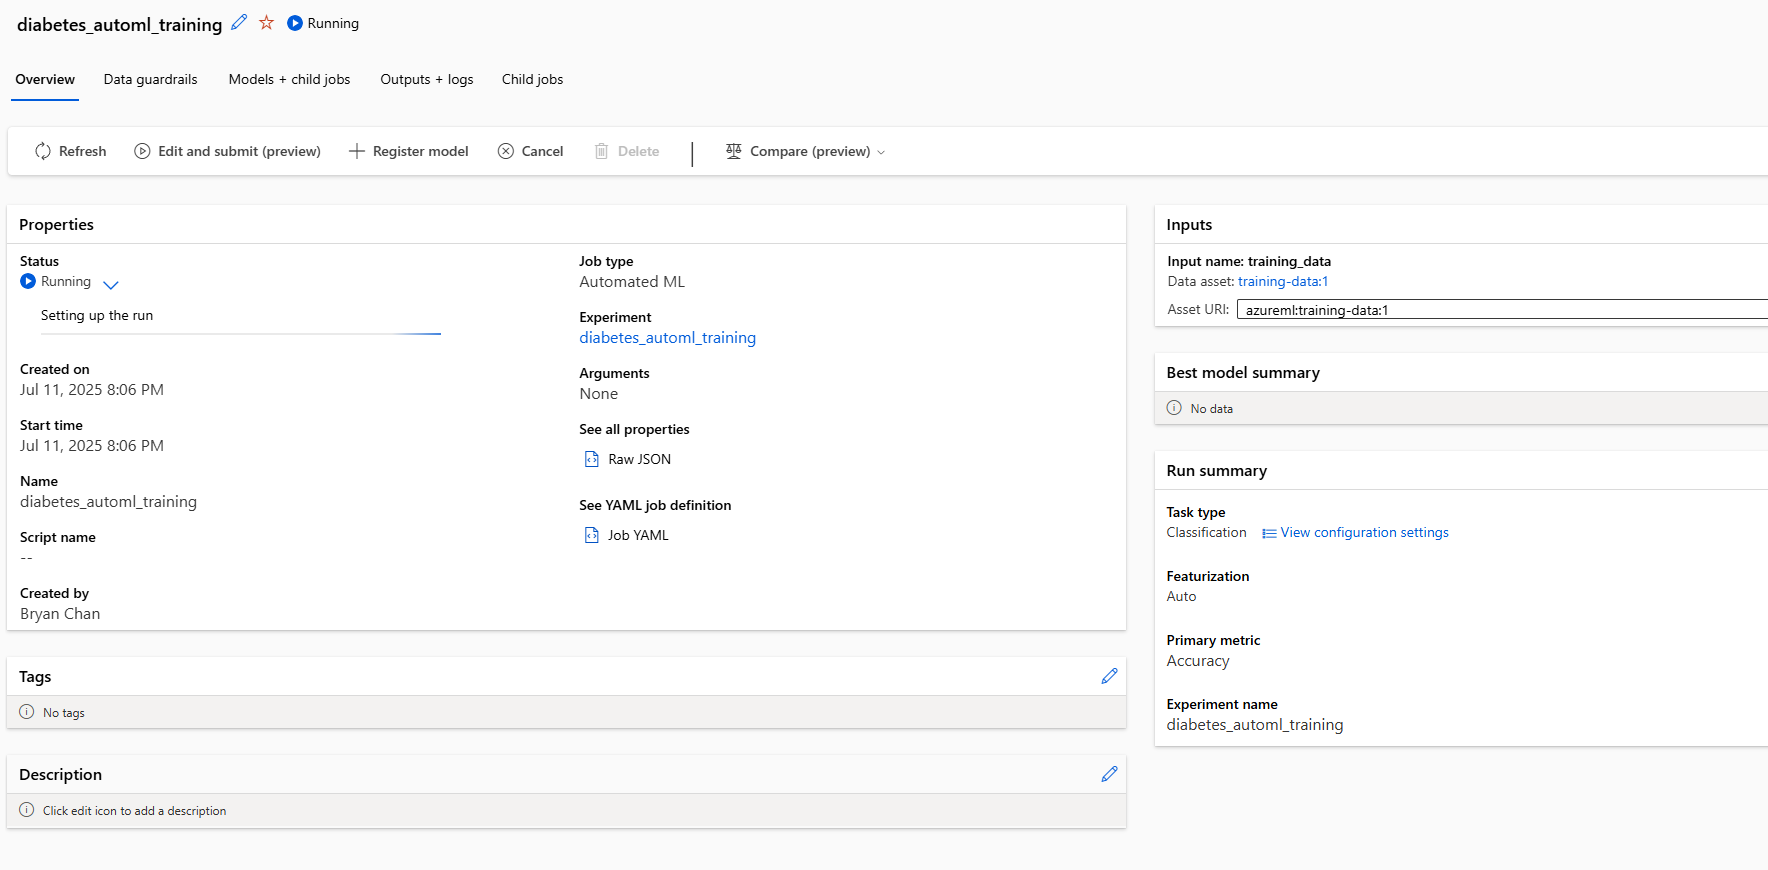 diabetes_automl_training Running
Overview Data guardrails Models + child jobs Outputs + logs Child jobs
Refresh Edit and submit (preview) Register model Cancel Delete Compare (preview)
Properties
Status
Running
Setting up the run
Created on
Jul 11, 2025 8:06 PM
Start time
Jul 11, 2025 8:06 PM
Name
diabetes_automl_training
Script name
--
Created by
Bryan Chan
Job type
Automated ML
Experiment
diabetes_automl_training
Arguments
None
See all properties
Raw JSON
See YAML job definition
Job YAML
Tags
No tags
Description
Click edit icon to add a description
Inputs
Input name: training_data
Data asset: training-data:1
Asset URI: azureml:training-data:1
Best model summary
No data
Run summary
Task type
Classification View configuration settings
Featurization
Auto
Primary metric
Accuracy
Experiment name
diabetes_automl_training